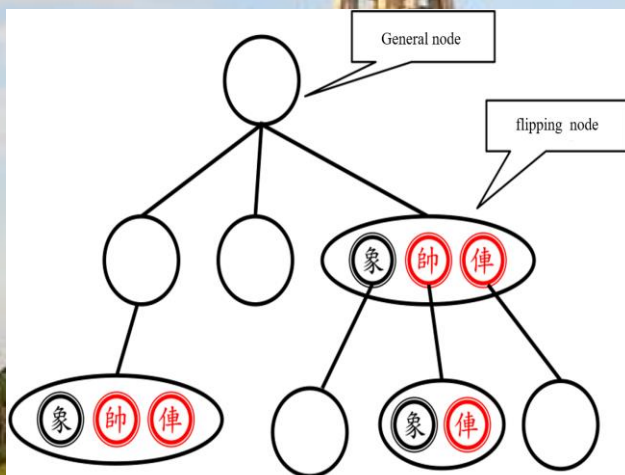 General node
flipping node
象 帥 俥
象 帥 俥
象 俥